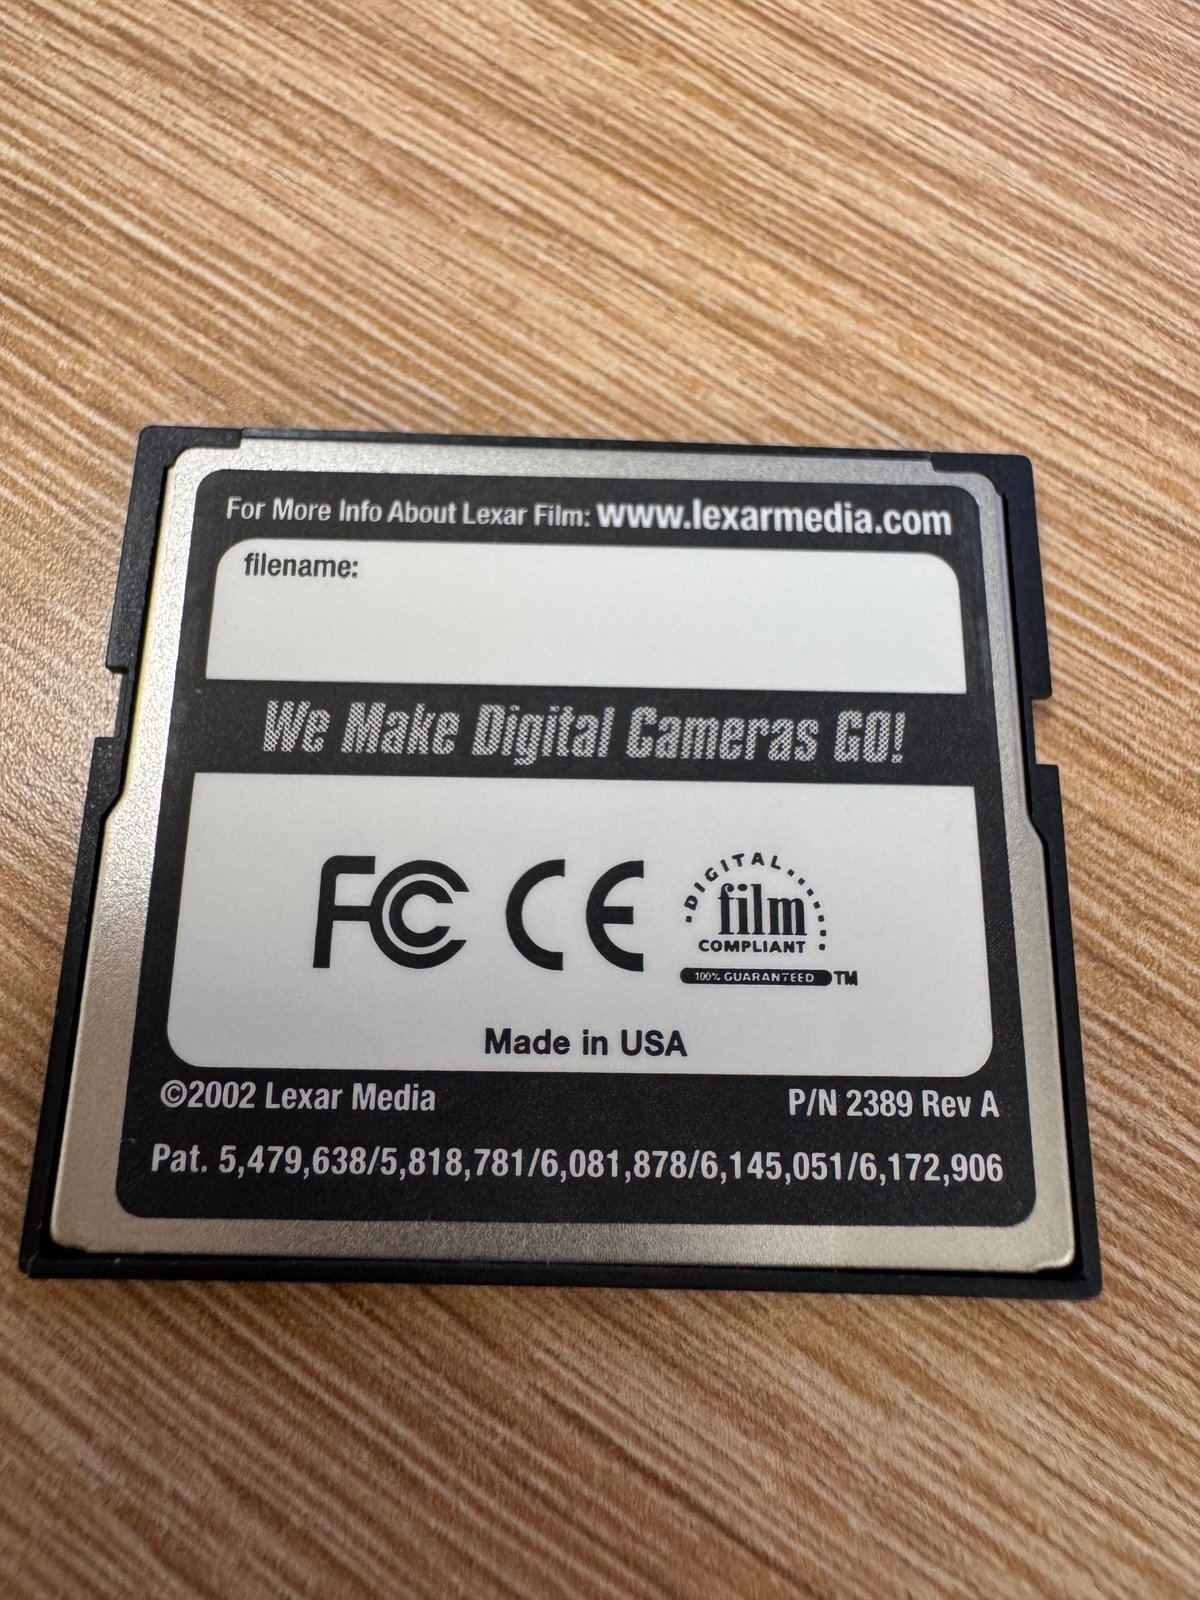 For More Info About Lexar Film: www.lexarmedia.com
filename:
We Make Digital Cameras GO!
FC CE
DIGITAL
film
COMPLIANT
100% GUARANTEED TM
Made in USA
©2002 Lexar Media P/N 2389 Rev A
Pat. 5,479,638/5,818,781/6,081,878/6,145,051/6,172,906